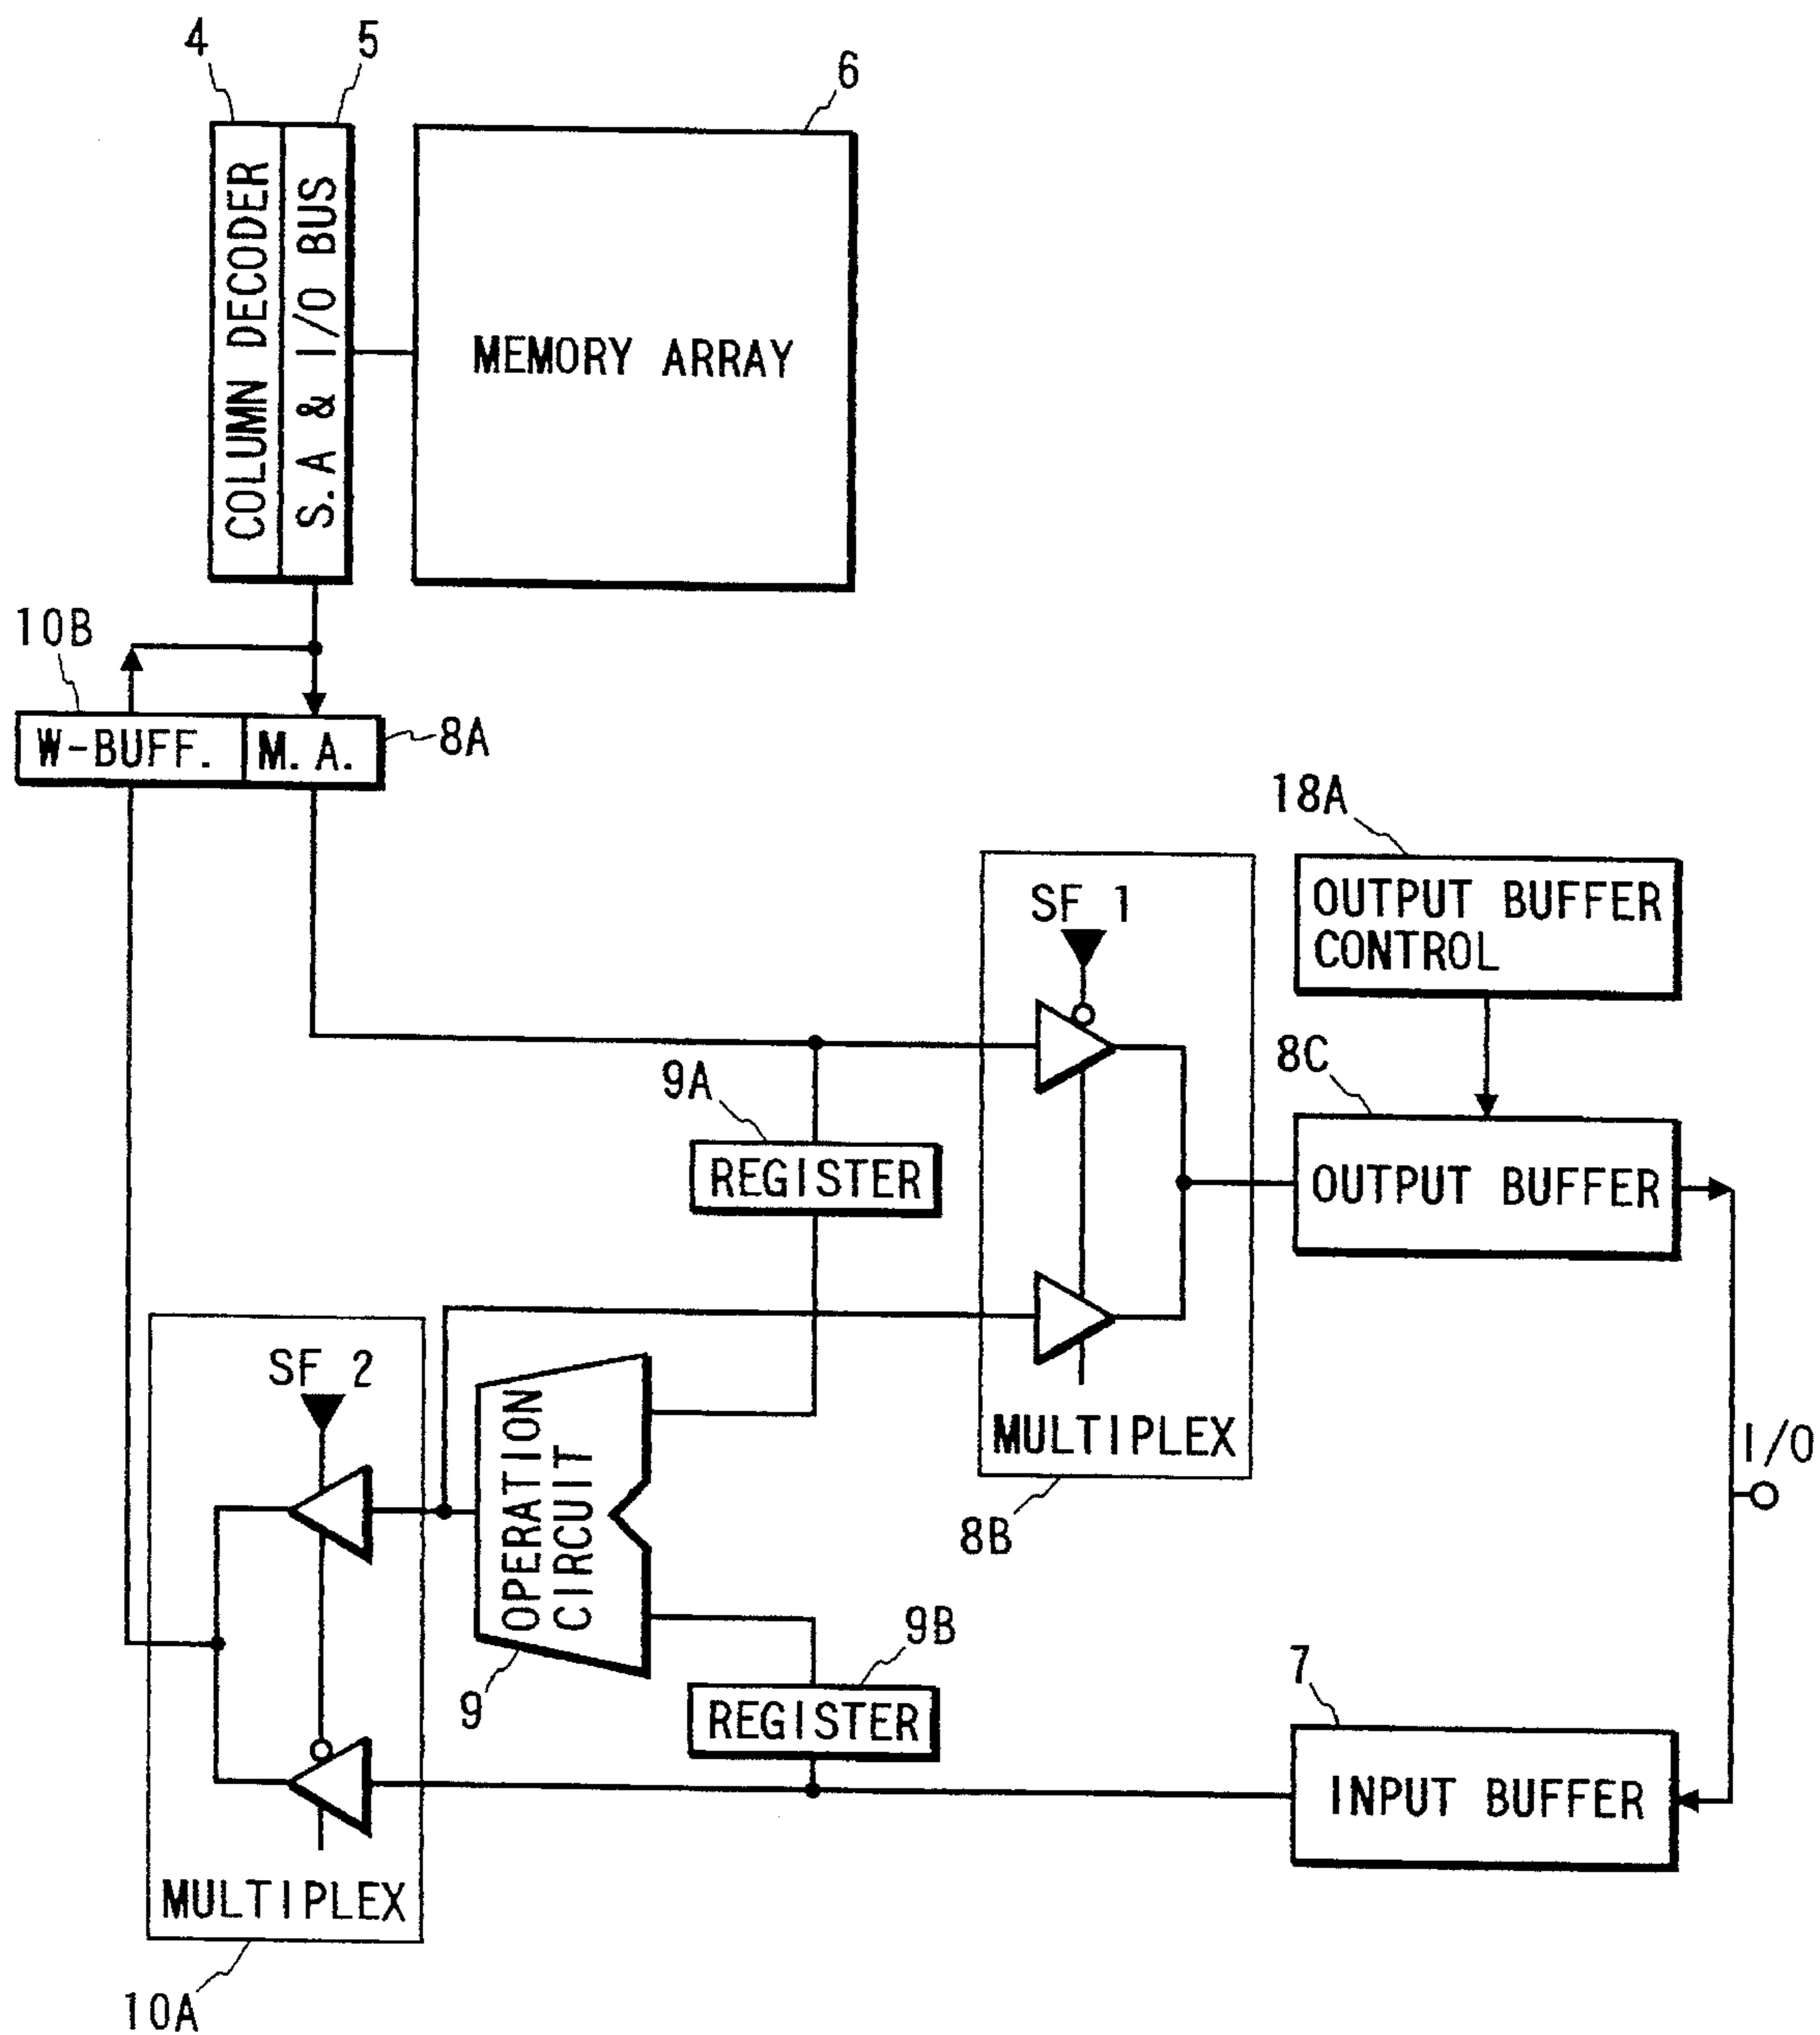 4
5
6
COLUMN DECODER
S.A & I/O BUS
MEMORY ARRAY
10B
W-BUFF.
M.A.
8A
18A
SF 1
OUTPUT BUFFER
CONTROL
9A
8C
REGISTER
OUTPUT BUFFER
SF 2
OPERATION
CIRCUIT
MULTIPLEX
I/O
8B
9B
9
7
REGISTER
INPUT BUFFER
MULTIPLEX
10A